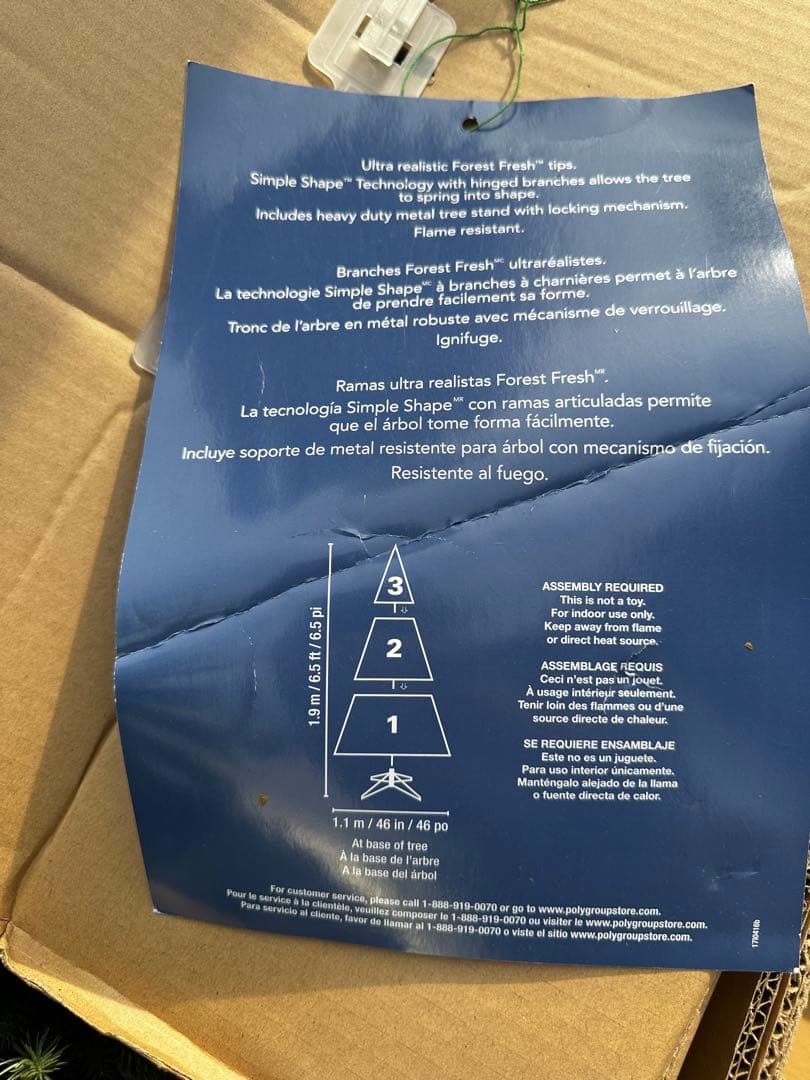 Ultra realistic Forest Fresh™ tips.
Simple Shape™ Technology with hinged branches allows the tree
to spring into shape.
Includes heavy duty metal tree stand with locking mechanism.
Flame resistant.
Branches Forest Fresh^MC ultraréalistes.
La technologie Simple Shape^MC à branches à charnières permet à l'arbre
de prendre facilement sa forme.
Tronc de l'arbre en métal robuste avec mécanisme de verrouillage.
Ignifuge.
Ramas ultra realistas Forest Fresh^MR.
La tecnología Simple Shape^MR con ramas articuladas permite
que el árbol tome forma fácilmente.
Incluye soporte de metal resistente para árbol con mecanismo de fijación.
Resistente al fuego.
3
2
1
1.9 m / 6.5 ft / 6.5 pi
1.1 m / 46 in / 46 po
At base of tree
À la base de l'arbre
A la base del árbol
ASSEMBLY REQUIRED
This is not a toy.
For indoor use only.
Keep away from flame
or direct heat source.
ASSEMBLAGE REQUIS
Ceci n'est pas un jouet.
À usage intérieur seulement.
Tenir loin des flammes ou d'une
source directe de chaleur.
SE REQUIERE ENSAMBLAJE
Este no es un juguete.
Para uso interior únicamente.
Manténgalo alejado de la llama
o fuente directa de calor.
For customer service, please call 1-888-919-0070 or go to www.polygroupstore.com.
Pour le service à la clientèle, veuillez composer le 1-888-919-0070 ou visiter le www.polygroupstore.com.
Para servicio al cliente, favor de llamar al 1-888-919-0070 o viste el sitio www.polygroupstore.com.